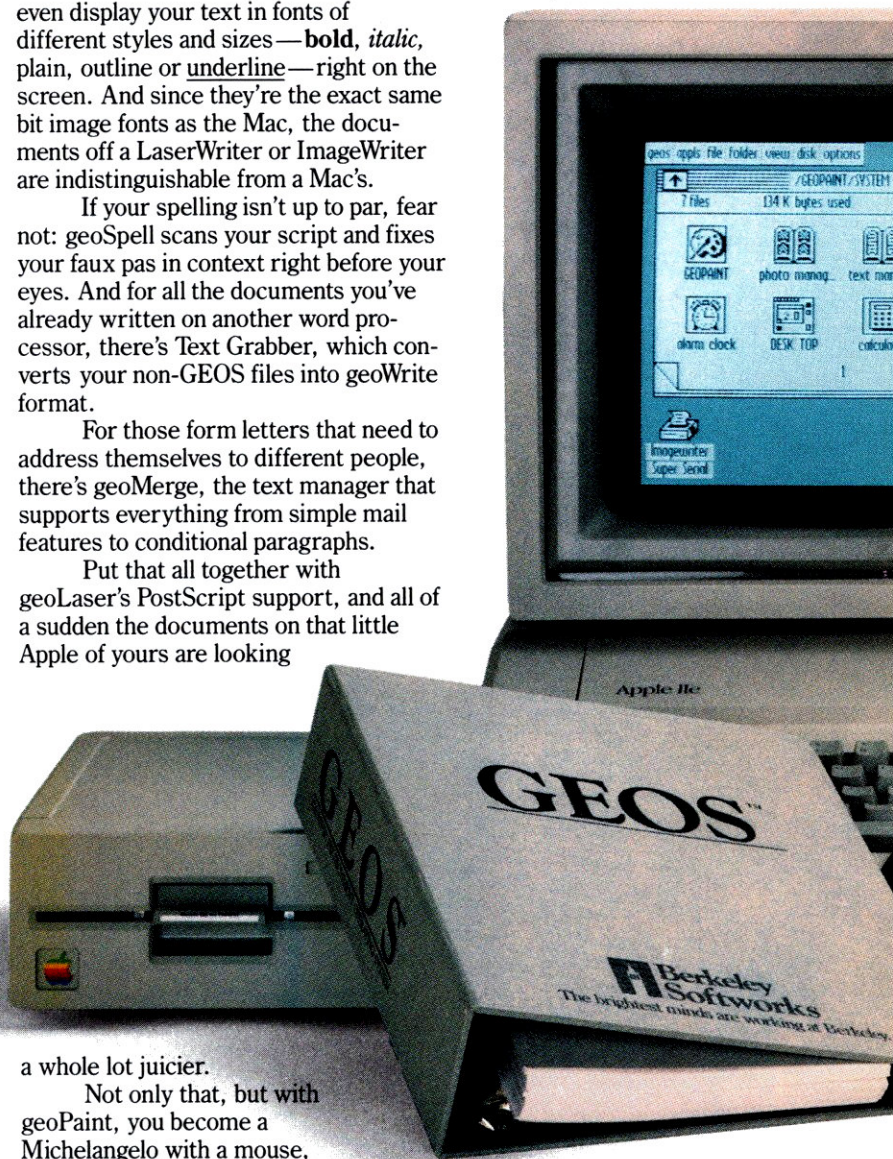 even display your text in fonts of
different styles and sizes—bold, italic,
plain, outline or underline—right on the
screen. And since they're the exact same
bit image fonts as the Mac, the docu-
ments off a LaserWriter or ImageWriter
are indistinguishable from a Mac's.
If your spelling isn't up to par, fear
not: geoSpell scans your script and fixes
your faux pas in context right before your
eyes. And for all the documents you've
already written on another word pro-
cessor, there's Text Grabber, which con-
verts your non-GEOS files into geoWrite
format.
For those form letters that need to
address themselves to different people,
there's geoMerge, the text manager that
supports everything from simple mail
features to conditional paragraphs.
Put that all together with
geoLaser's PostScript support, and all of
a sudden the documents on that little
Apple of yours are looking
a whole lot juicier.
Not only that, but with
geoPaint, you become a
Michelangelo with a mouse,
geos appls file folder view disk options
/GEOPAINT/SYSTEM
7 files 134 K bytes used
GEOPAINT photo manag... text man
alarm clock DESK TOP calculo
1
Imagewriter
Super Serial
Apple IIe
GEOS™
GEOS
Berkeley
Softworks
The brightest minds are working at Berkeley.